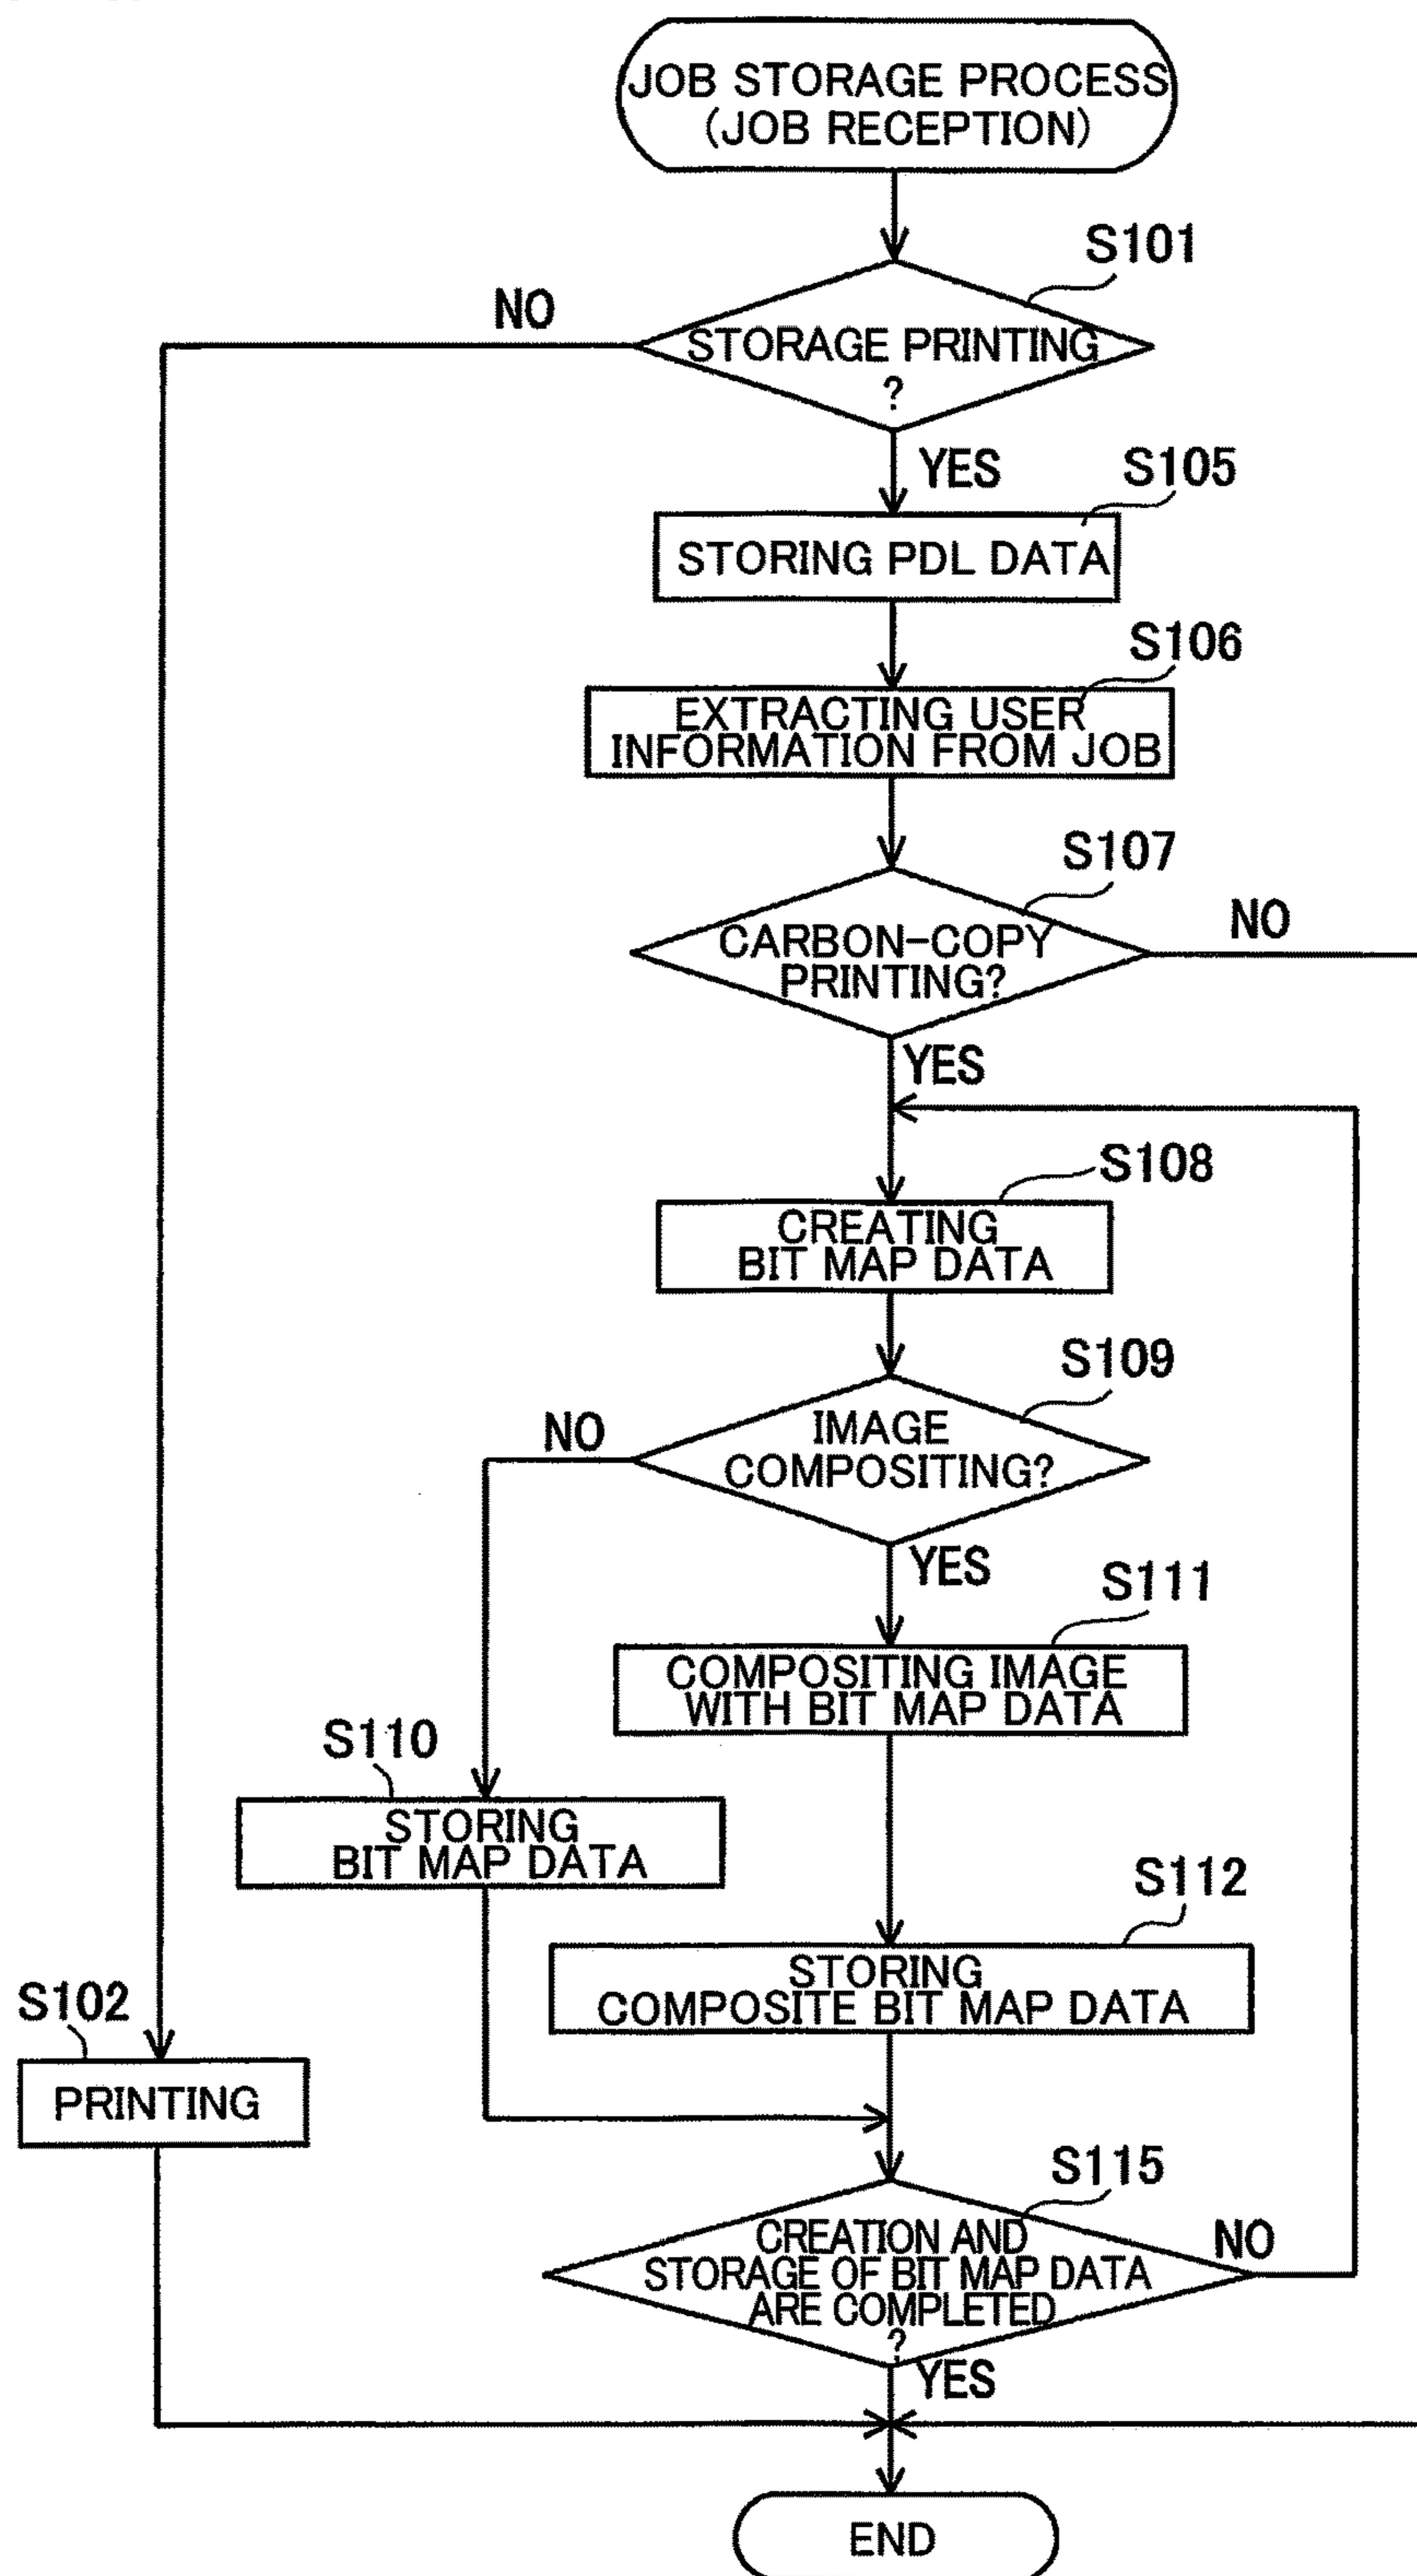 JOB STORAGE PROCESS
(JOB RECEPTION)
S101
NO
STORAGE PRINTING
?
YES
S105
STORING PDL DATA
S106
EXTRACTING USER
INFORMATION FROM JOB
S107
CARBON-COPY
PRINTING?
NO
YES
S108
CREATING
BIT MAP DATA
S109
IMAGE
COMPOSITING?
NO
YES
S111
COMPOSITING IMAGE
WITH BIT MAP DATA
S110
STORING
BIT MAP DATA
S112
STORING
COMPOSITE BIT MAP DATA
S102
PRINTING
S115
CREATION AND
STORAGE OF BIT MAP DATA
ARE COMPLETED
?
NO
YES
END